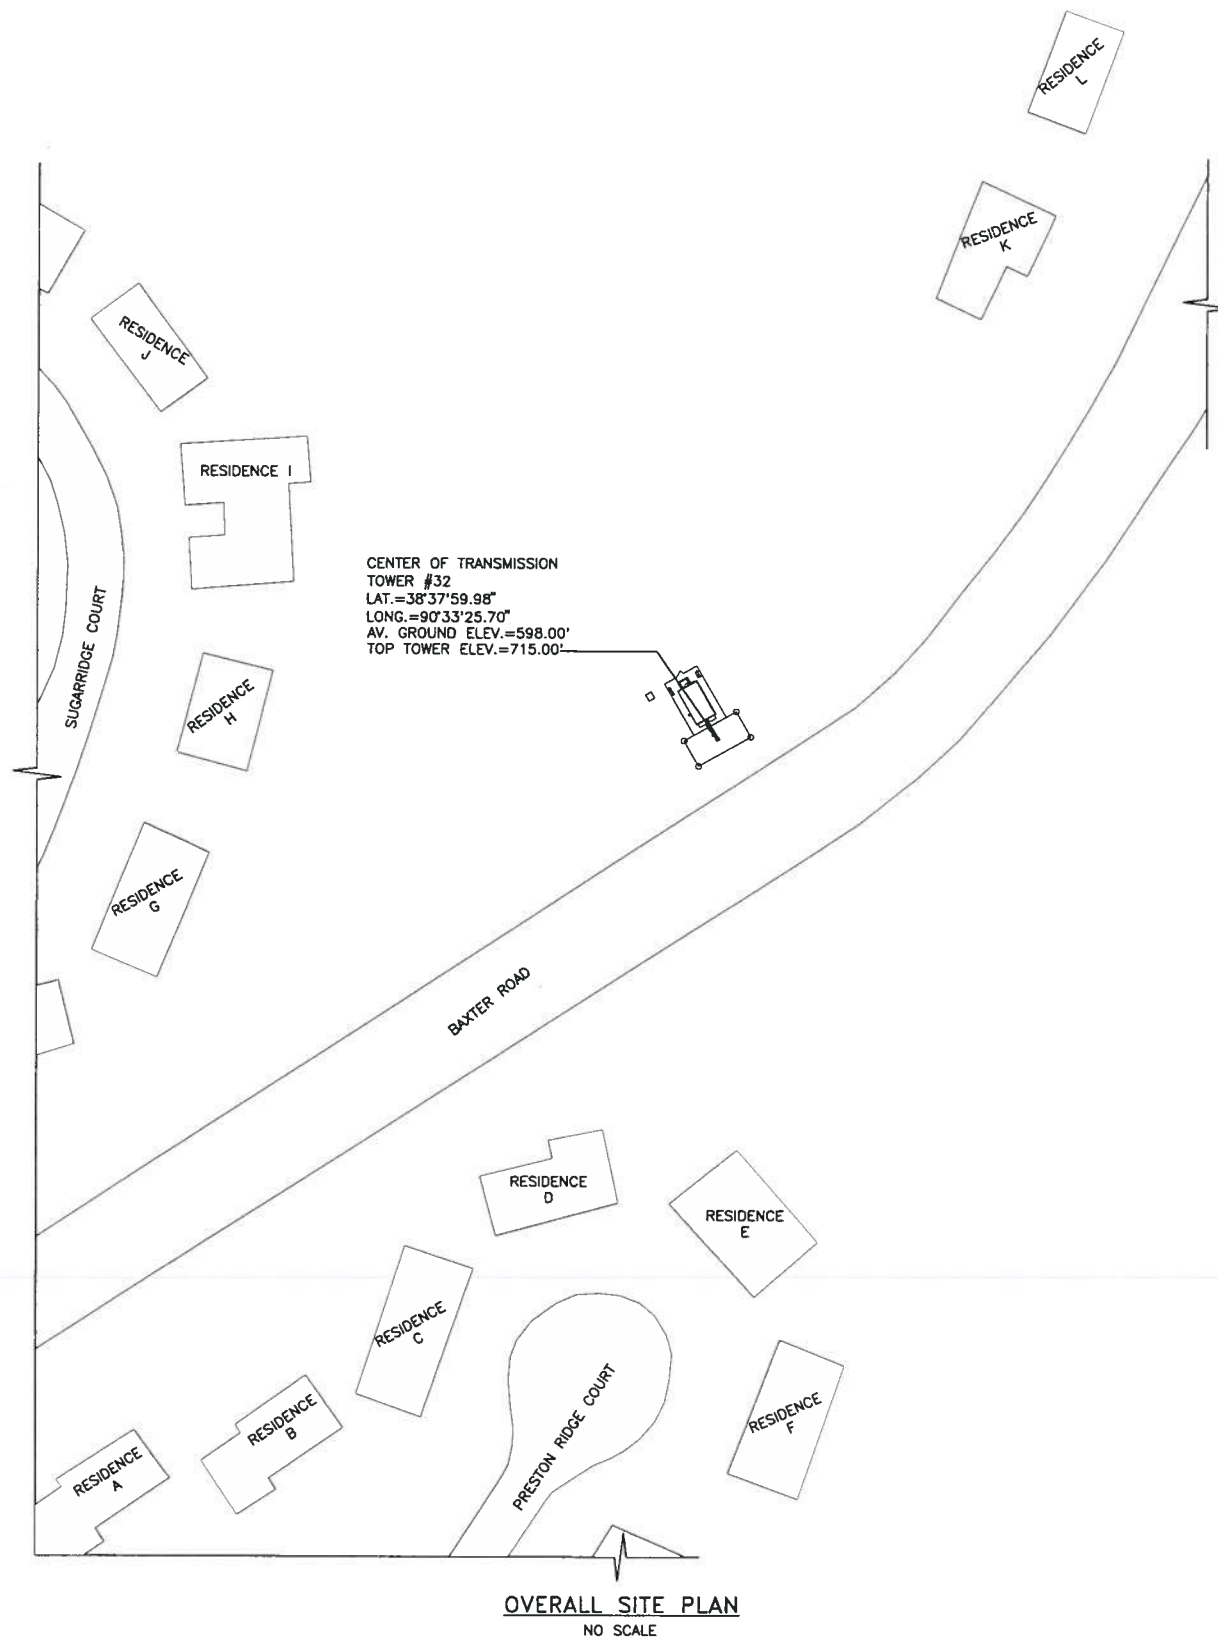 RESIDENCE
L
RESIDENCE
K
RESIDENCE
J
RESIDENCE I
CENTER OF TRANSMISSION
TOWER #32
LAT.=38°37'59.98"
LONG.=90°33'25.70"
AV. GROUND ELEV.=598.00'
TOP TOWER ELEV.=715.00'
SUGARRIDGE COURT
RESIDENCE
H
RESIDENCE
G
BAXTER ROAD
RESIDENCE
D
RESIDENCE
E
RESIDENCE
C
RESIDENCE
B
RESIDENCE
A
PRESTON RIDGE COURT
RESIDENCE
F
OVERALL SITE PLAN
NO SCALE